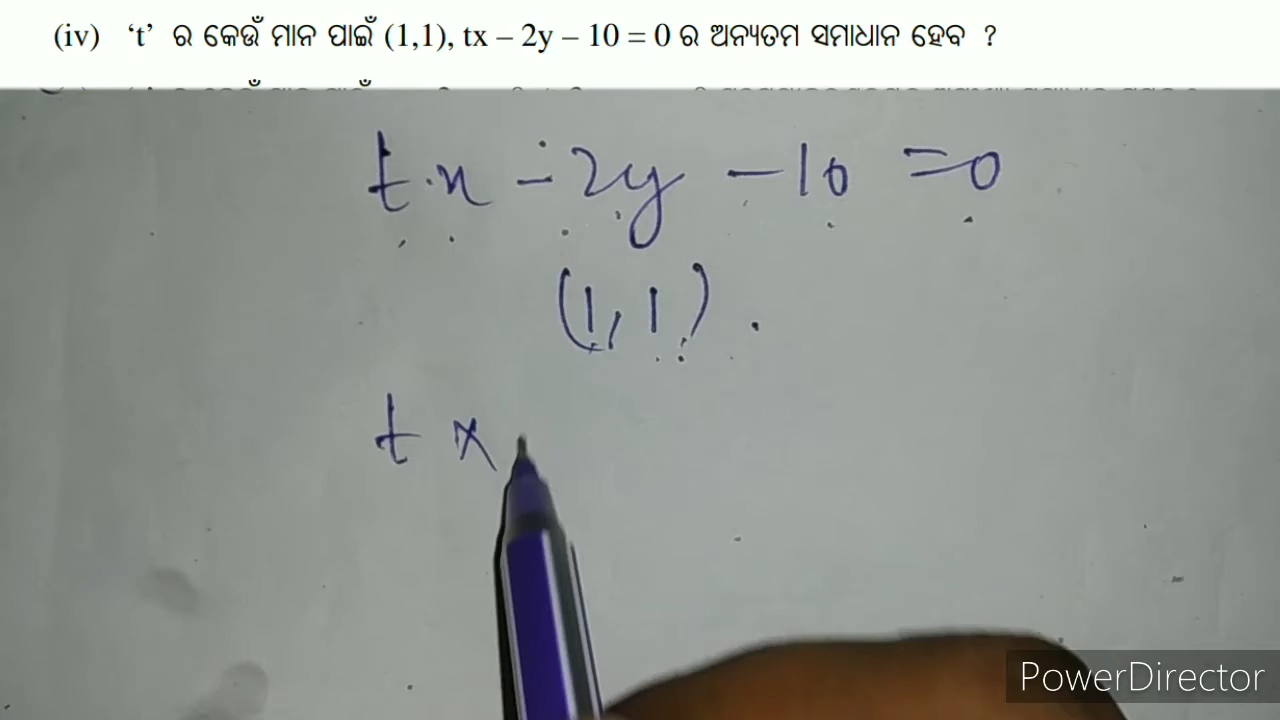 (iv) ‘t’ ର କେଉଁ ମାନ ପାଇଁ (1,1), tx – 2y – 10 = 0 ର ଅନ୍ୟତମ ସମାଧାନ ହେବ ?
t.x - 2y - 10 = 0
(1, 1).
t x
PowerDirector